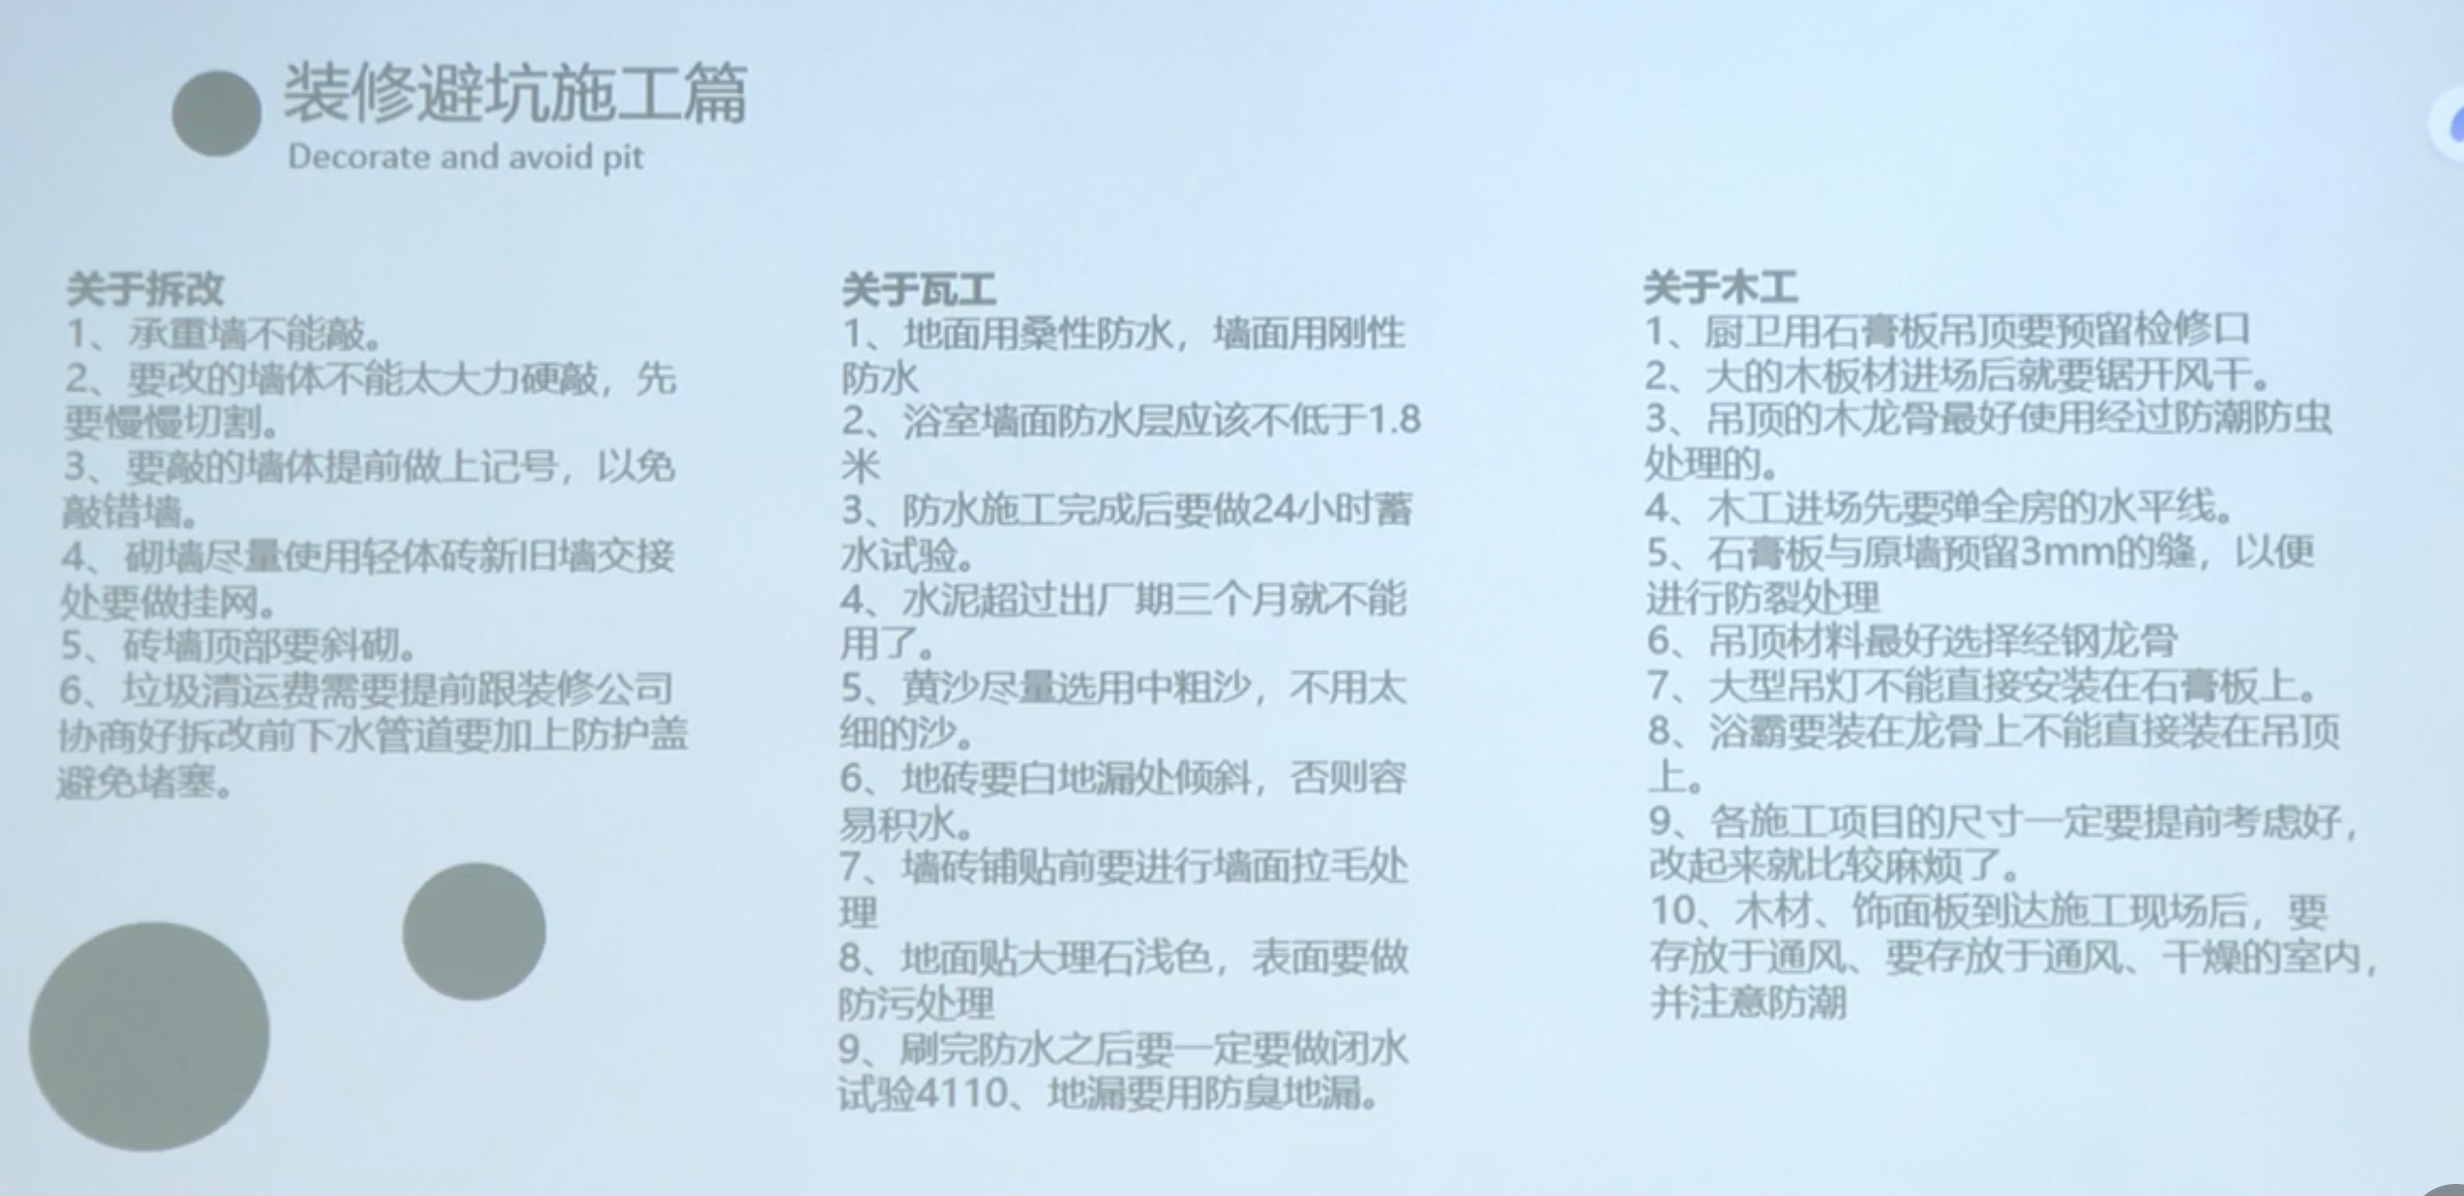 装修避坑施工篇
Decorate and avoid pit
关于拆改
1、承重墙不能敲。
2、要改的墙体不能太大力硬敲，先
要慢慢切割。
3、要敲的墙体提前做上记号，以免
敲错墙。
4、砌墙尽量使用轻体砖新旧墙交接
处要做挂网。
5、砖墙顶部要斜砌。
6、垃圾清运费需要提前跟装修公司
协商好拆改前下水管道要加上防护盖
避免堵塞。
关于瓦工
1、地面用桑性防水，墙面用刚性
防水
2、浴室墙面防水层应该不低于1.8
米
3、防水施工完成后要做24小时蓄
水试验。
4、水泥超过出厂期三个月就不能
用了。
5、黄沙尽量选用中粗沙，不用太
细的沙。
6、地砖要白地漏处倾斜，否则容
易积水。
7、墙砖铺贴前要进行墙面拉毛处
理
8、地面贴大理石浅色，表面要做
防污处理
9、刷完防水之后要一定要做闭水
试验4110、地漏要用防臭地漏。
关于木工
1、厨卫用石膏板吊顶要预留检修口
2、大的木板材进场后就要锯开风干。
3、吊顶的木龙骨最好使用经过防潮防虫
处理的。
4、木工进场先要弹全房的水平线。
5、石膏板与原墙预留3mm的缝，以便
进行防裂处理
6、吊顶材料最好选择经钢龙骨
7、大型吊灯不能直接安装在石膏板上。
8、浴霸要装在龙骨上不能直接装在吊顶
上。
9、各施工项目的尺寸一定要提前考虑好，
改起来就比较麻烦了。
10、木材、饰面板到达施工现场后，要
存放于通风、要存放于通风、干燥的室内，
并注意防潮